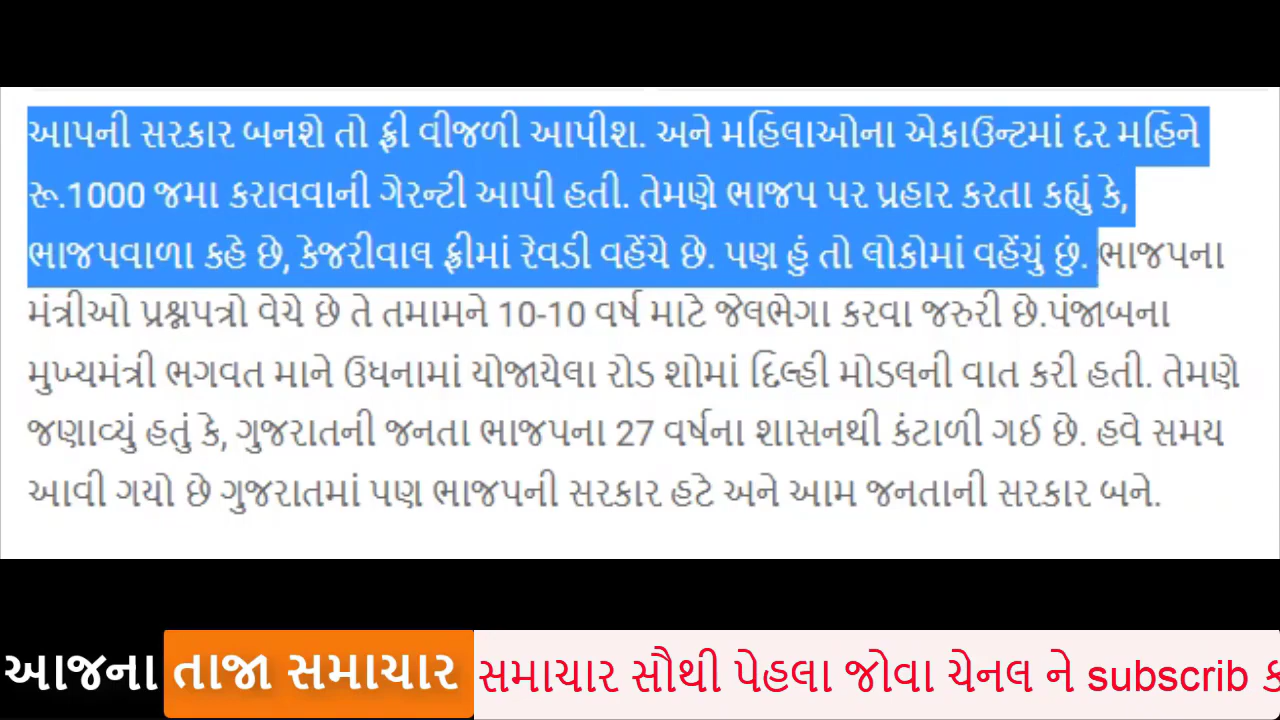 આપની સરકાર બનશે તો ફ્રી વીજળી આપીશ. અને મહિલાઓના એકાઉન્ટમાં દર મહિને
રૂ.1000 જમા કરાવવાની ગેરન્ટી આપી હતી. તેમણે ભાજપ પર પ્રહાર કરતા કહ્યું કે,
ભાજપવાળા કહે છે, કેજરીવાલ ફ્રીમાં રેવડી વહેંચે છે. પણ હું તો લોકોમાં વહેંચું છું. ભાજપના
મંત્રીઓ પ્રશ્નપત્રો વેચે છે તે તમામને 10-10 વર્ષ માટે જેલભેગા કરવા જરુરી છે.પંજાબના
મુખ્યમંત્રી ભગવત માને ઉધનામાં યોજાયેલા રોડ શોમાં દિલ્હી મોડલની વાત કરી હતી. તેમણે
જણાવ્યું હતું કે, ગુજરાતની જનતા ભાજપના 27 વર્ષના શાસનથી કંટાળી ગઈ છે. હવે સમય
આવી ગયો છે ગુજરાતમાં પણ ભાજપની સરકાર હટે અને આમ જનતાની સરકાર બને.
આજના તાજા સમાચાર સમાચાર સૌથી પેહલા જોવા ચેનલ ને subscrib